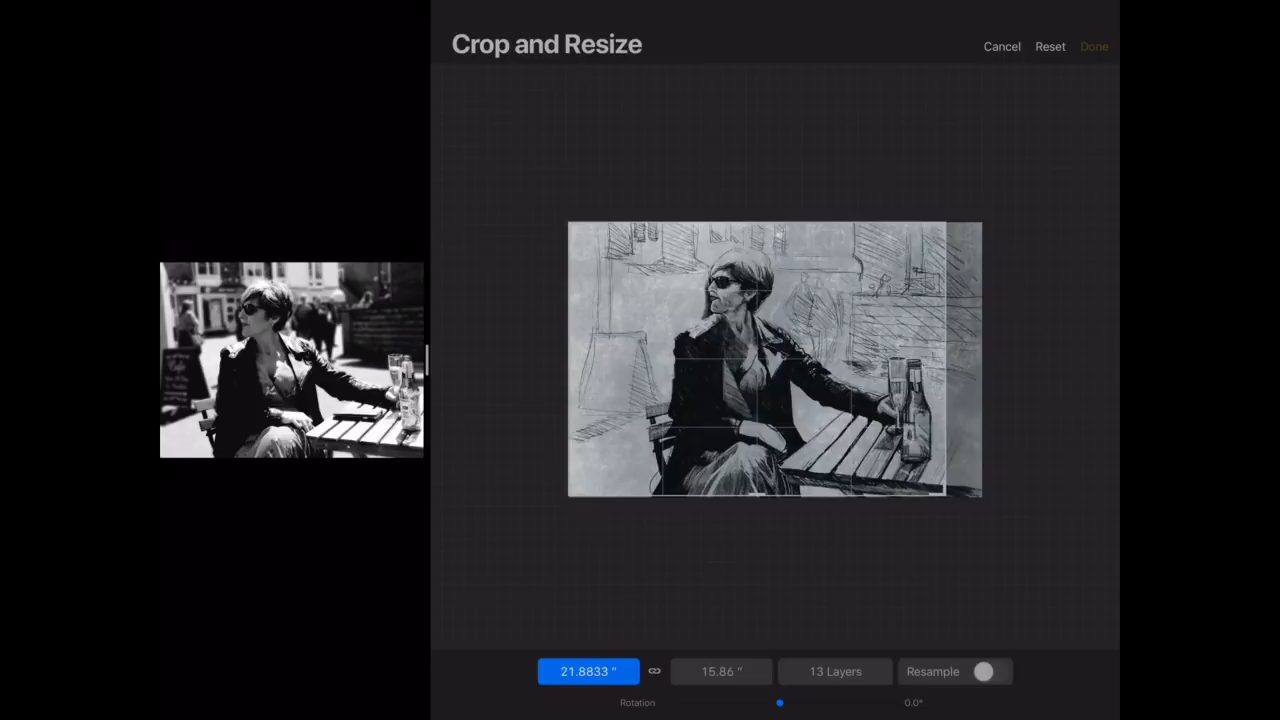 Crop and Resize
Cancel Reset Done
21.8833 " 15.86 " 13 Layers Resample
Rotation 0.0°